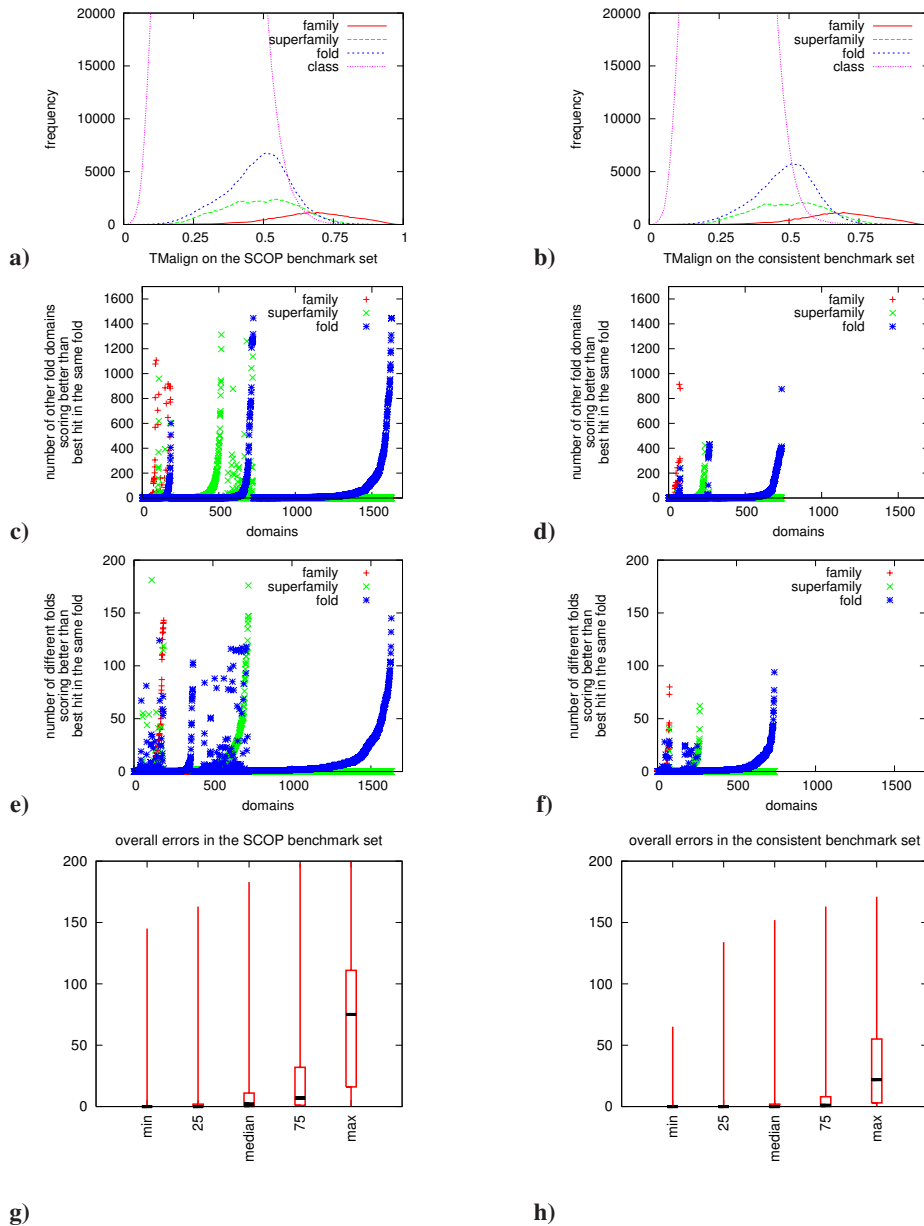 20000
15000
10000
5000
0
frequency
family
superfamily
fold
class
0 0.25 0.5 0.75 1
a)
TMalign on the SCOP benchmark set
20000
15000
10000
5000
0
frequency
family
superfamily
fold
class
0 0.25 0.5 0.75
b)
TMalign on the consistent benchmark set
1600
1400
1200
1000
800
600
400
200
0
number of other fold domains
scoring better than
best hit in the same fold
family
superfamily
fold
0 500 1000 1500
domains
c)
1600
1400
1200
1000
800
600
400
200
0
number of other fold domains
scoring better than
best hit in the same fold
family
superfamily
fold
0 500 1000 1500
domains
d)
200
150
100
50
0
number of different folds
scoring better than
best hit in the same fold
family
superfamily
fold
0 500 1000 1500
domains
e)
200
150
100
50
0
number of different folds
scoring better than
best hit in the same fold
family
superfamily
fold
0 500 1000 1500
domains
f)
overall errors in the SCOP benchmark set
200
150
100
50
0
min
25
median
75
max
g)
overall errors in the consistent benchmark set
200
150
100
50
0
min
25
median
75
max
h)